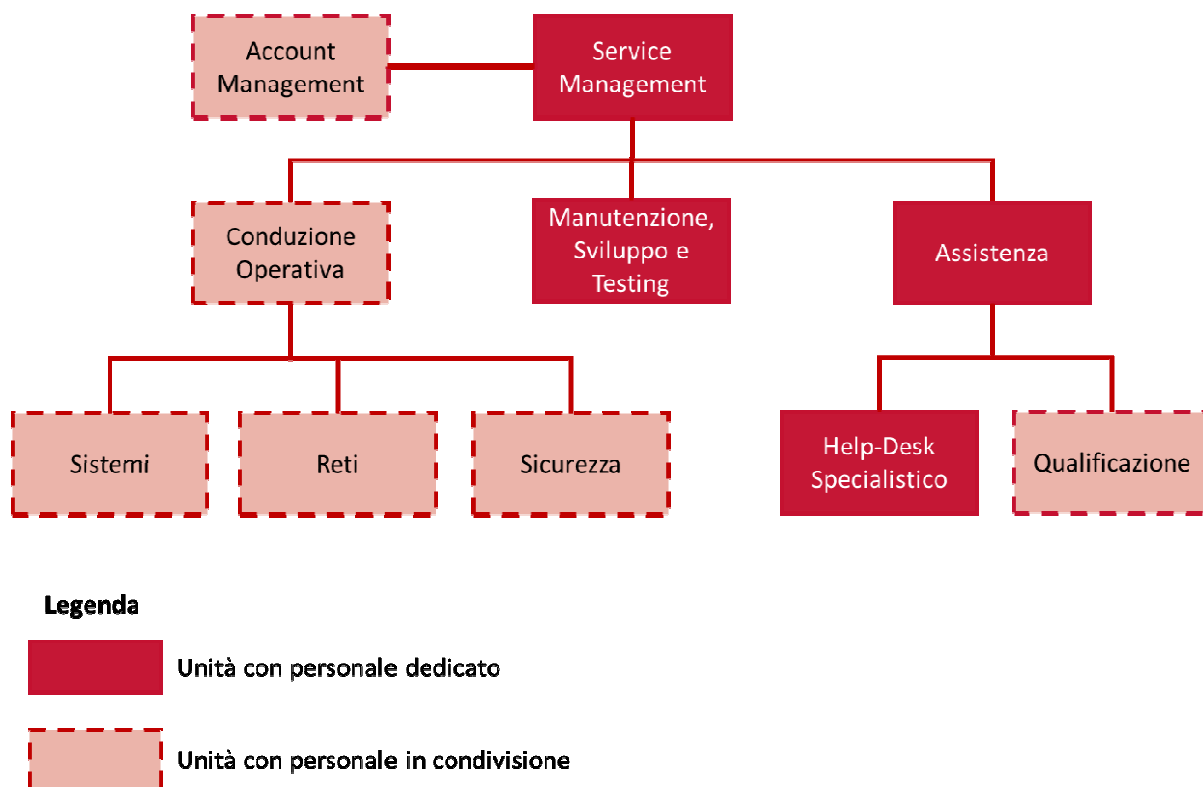 Account
Management
Service
Management
Conduzione
Operativa
Manutenzione,
Sviluppo e
Testing
Assistenza
Sistemi
Reti
Sicurezza
Help-Desk
Specialistico
Qualificazione
Legenda
Unità con personale dedicato
Unità con personale in condivisione